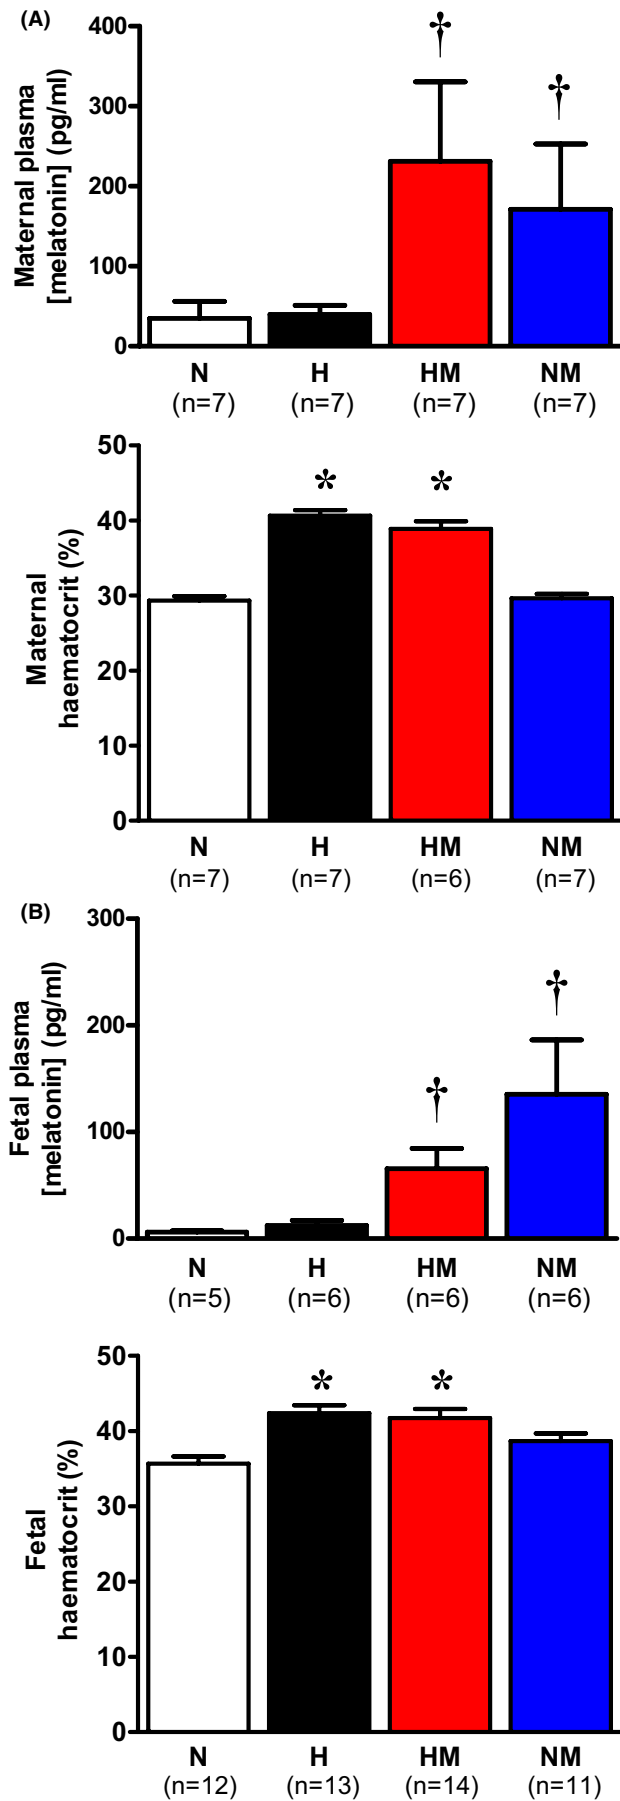 (A)
Maternal plasma
[melatonin] (pg/ml)
400
300
200
100
0
†
†
N H HM NM
(n=7) (n=7) (n=7) (n=7)
Maternal
haematocrit (%)
50
40
30
20
10
0
*
*
N H HM NM
(n=7) (n=7) (n=6) (n=7)
(B)
Fetal plasma
[melatonin] (pg/ml)
300
200
100
0
†
†
N H HM NM
(n=5) (n=6) (n=6) (n=6)
Fetal
haematocrit (%)
50
40
30
20
10
0
*
*
N H HM NM
(n=12) (n=13) (n=14) (n=11)